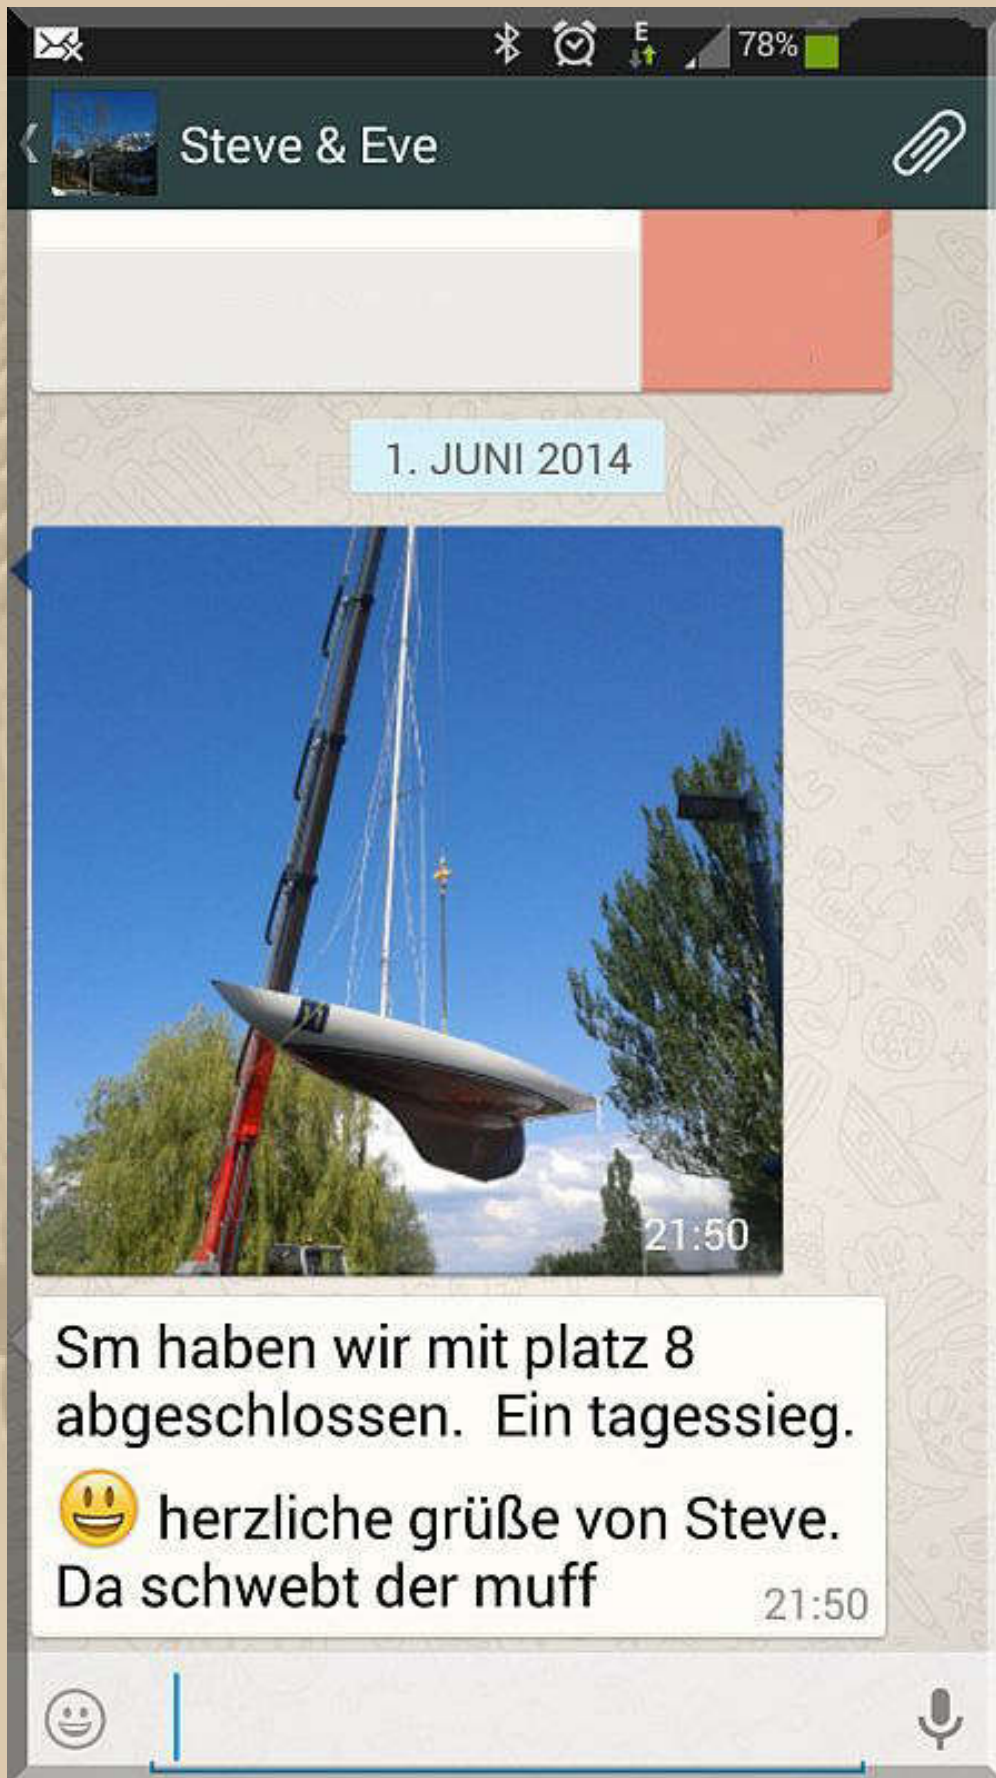 E
78%
Steve & Eve
1. JUNI 2014
21:50
Sm haben wir mit platz 8
abgeschlossen.  Ein tagessieg.
😃 herzliche grüße von Steve.
Da schwebt der muff
21:50